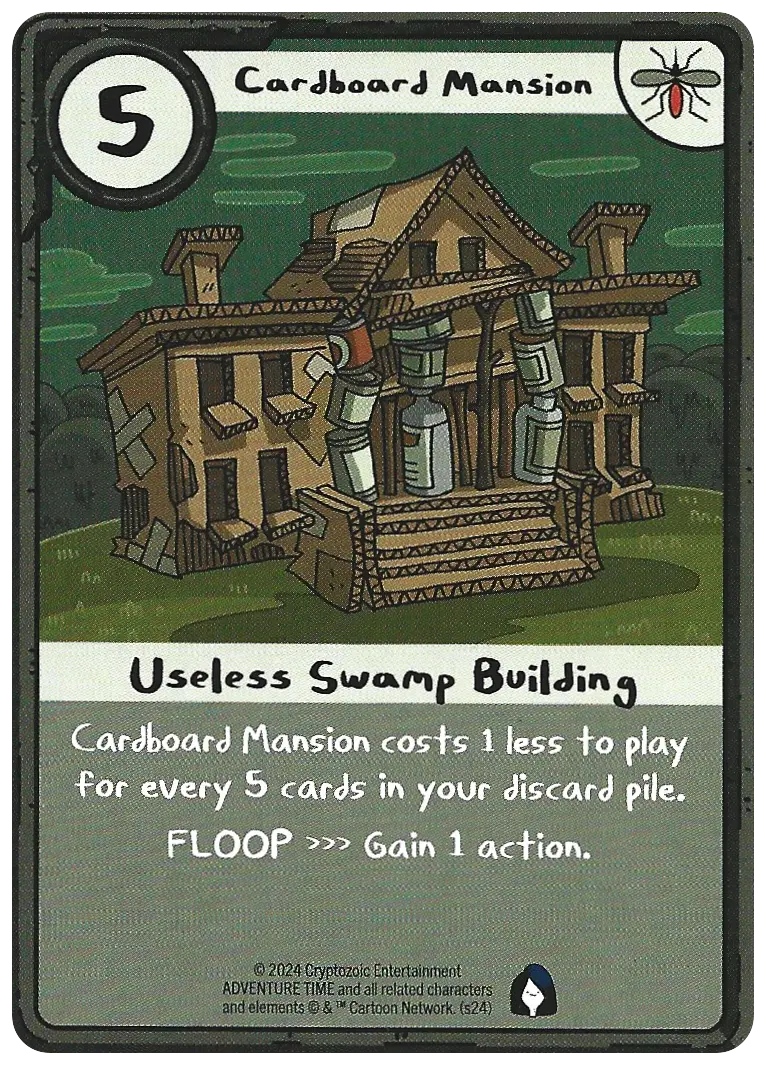 5
Cardboard Mansion
Useless Swamp Building
Cardboard Mansion costs 1 less to play
for every 5 cards in your discard pile.
FLOOP >>> Gain 1 action.
© 2024 Cryptozoic Entertainment
ADVENTURE TIME and all related characters
and elements © & ™ Cartoon Network. (s24)